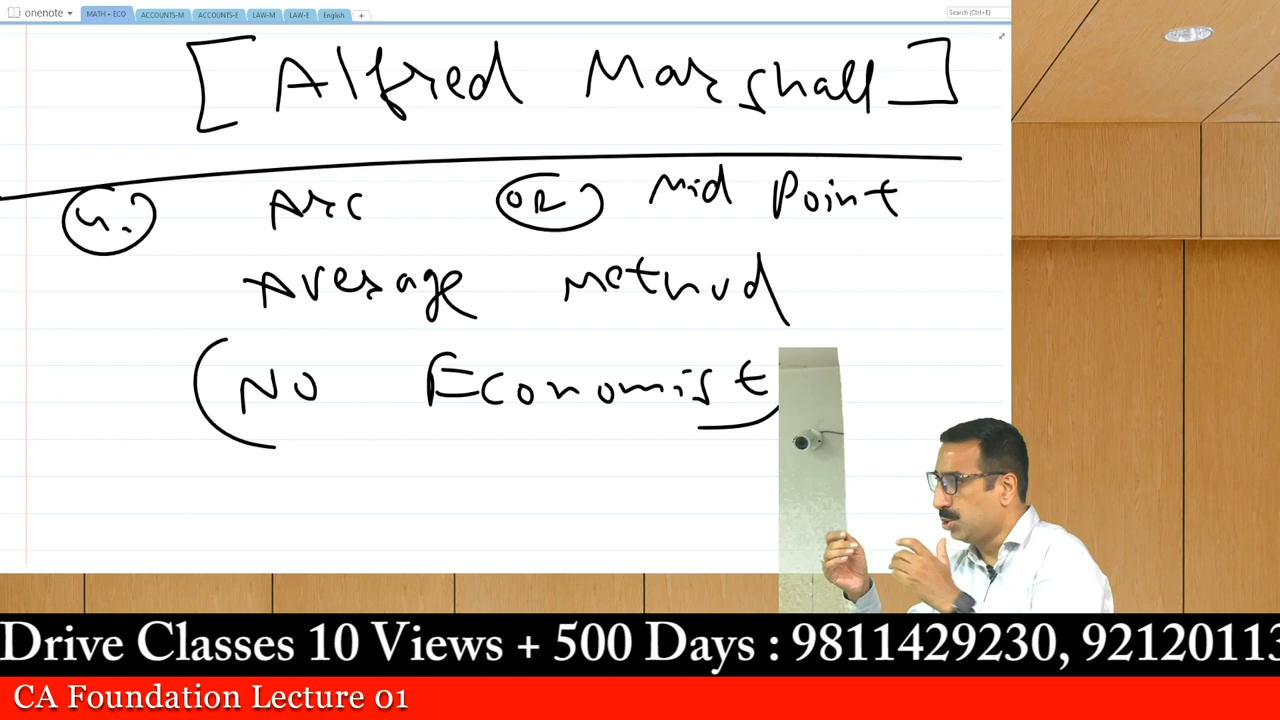 onenote MATH + ECO ACCOUNTS-M ACCOUNTS-E LAW-M LAW-E English + Search (Ctrl+E)
[Alfred Marshall]
4. Arc OR Mid Point
Average Method
(No Economist)
Drive Classes 10 Views + 500 Days : 9811429230, 92120113
CA Foundation Lecture 01